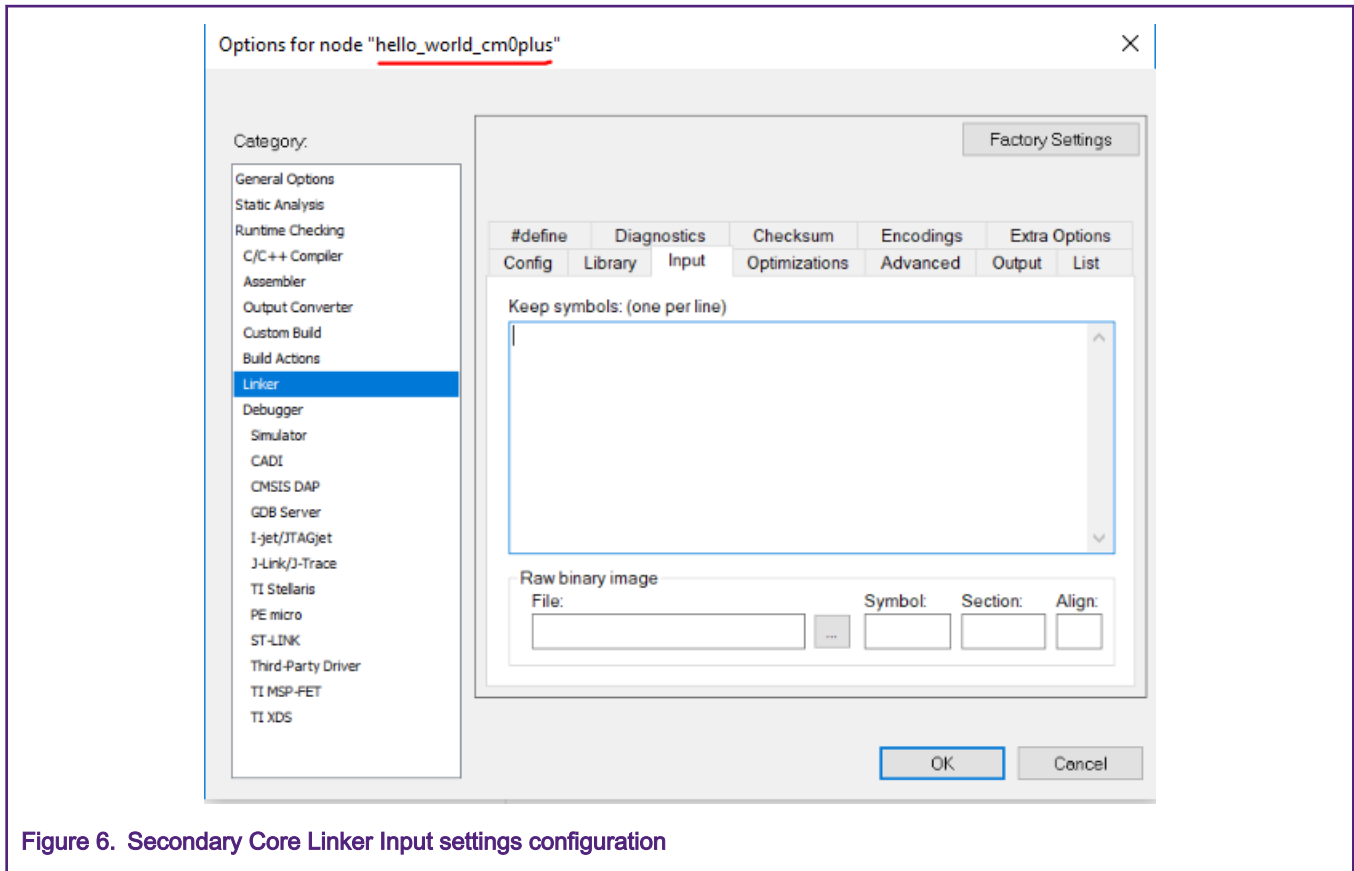 Options for node "hello_world_cm0plus"
Category:
Factory Settings
General Options
Static Analysis
Runtime Checking
C/C++ Compiler
Assembler
Output Converter
Custom Build
Build Actions
Linker
Debugger
Simulator
CADI
CMSIS DAP
GDB Server
I-jet/JTAGjet
J-Link/J-Trace
TI Stellaris
PE micro
ST-LINK
Third-Party Driver
TI MSP-FET
TI XDS
#define Diagnostics Checksum Encodings Extra Options
Config Library Input Optimizations Advanced Output List
Keep symbols: (one per line)
Raw binary image
File: Symbol: Section: Align:
...
OK Cancel
Figure 6. Secondary Core Linker Input settings configuration